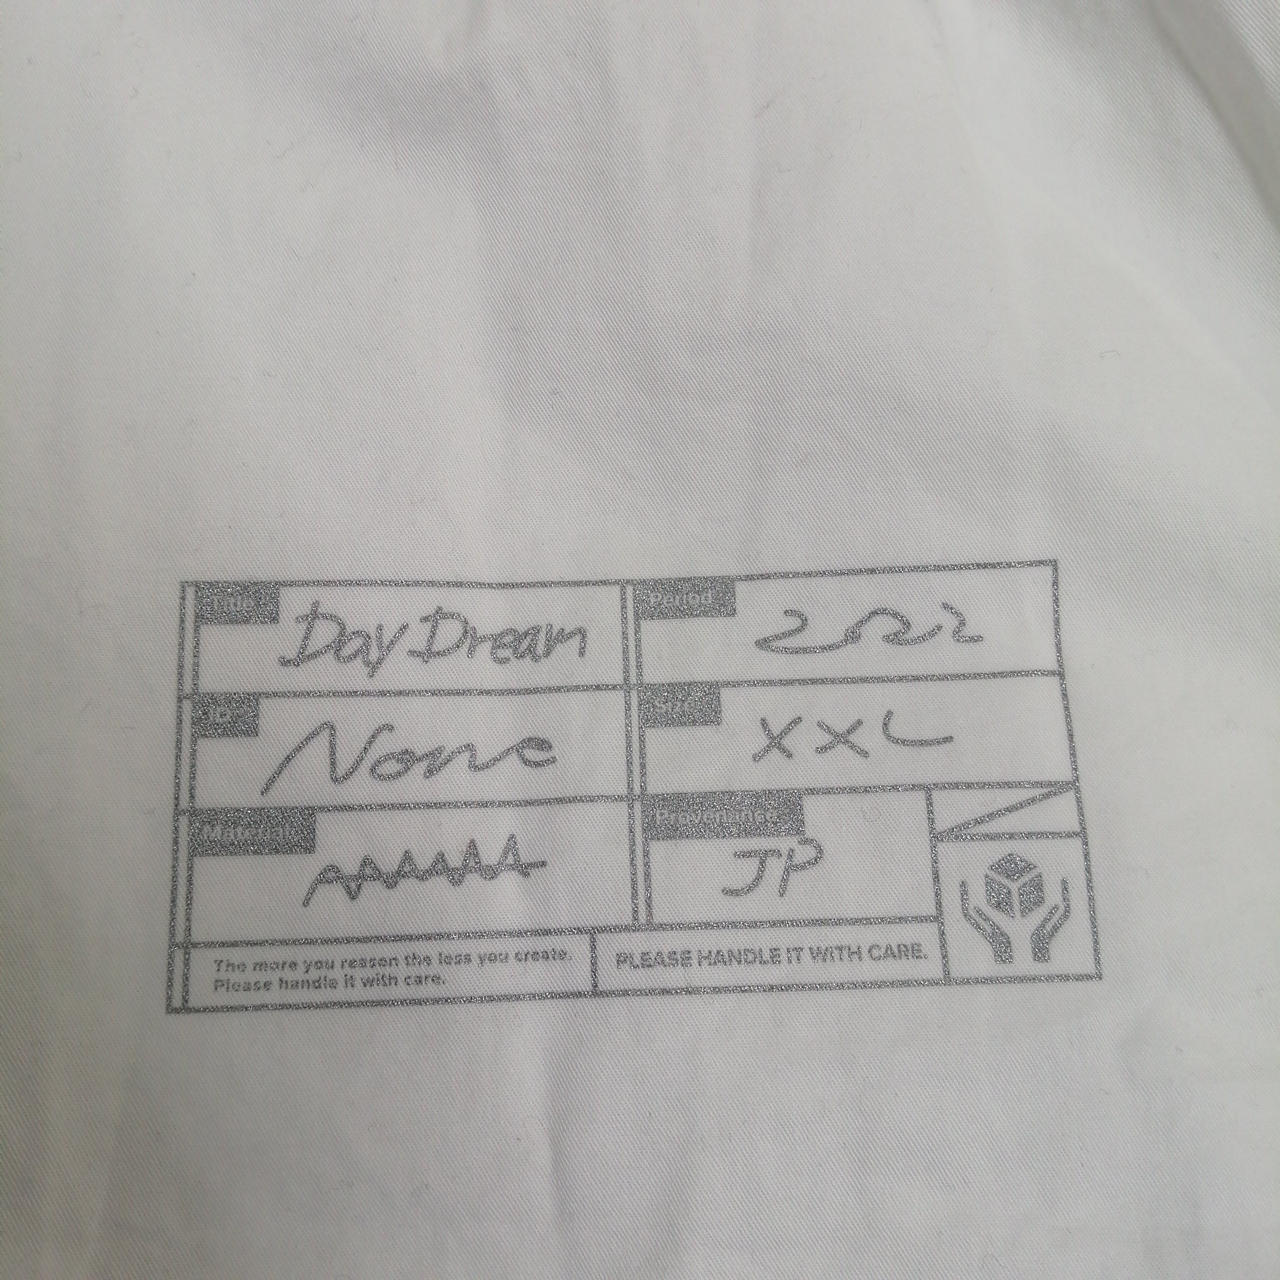 Title
Day Dream
Period
2022
ID
None
Size
XXL
Material
Provenance
JP
The more you reason the less you create.
Please handle it with care.
PLEASE HANDLE IT WITH CARE.